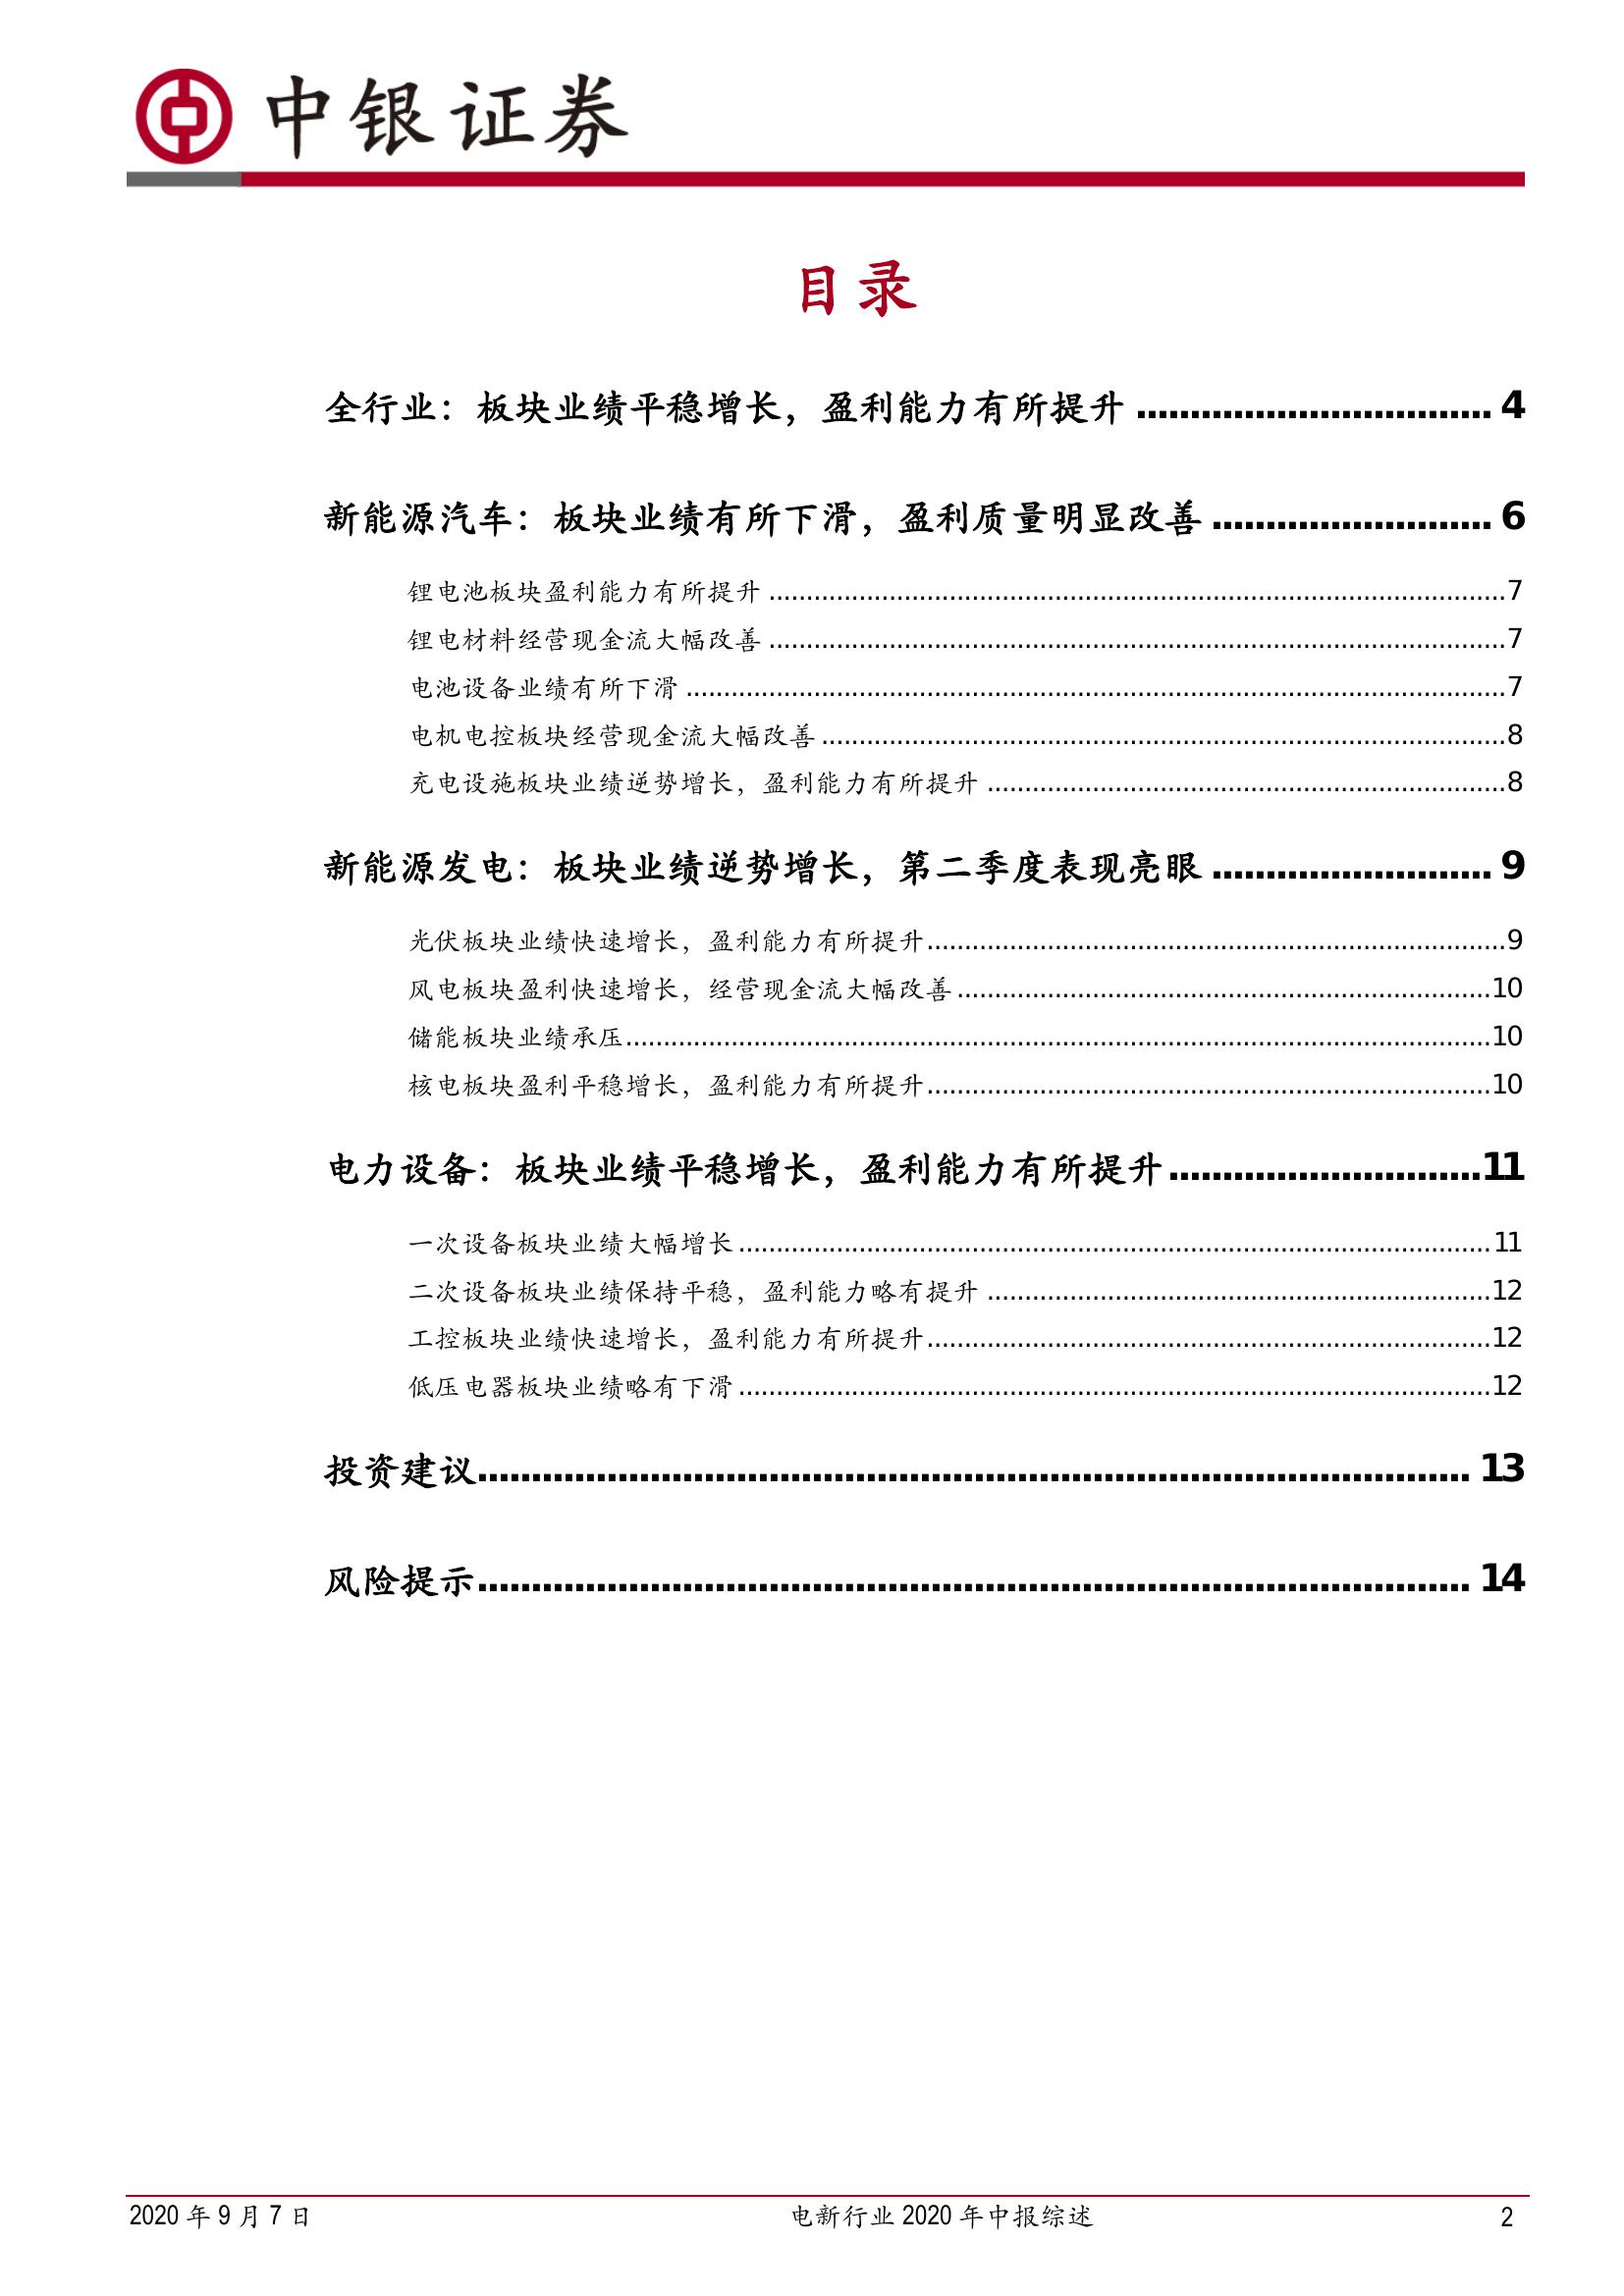 中银证券
目录
全行业：板块业绩平稳增长，盈利能力有所提升 ................................. 4
新能源汽车：板块业绩有所下滑，盈利质量明显改善 .......................... 6
锂电池板块盈利能力有所提升 ..................................................................................................7
锂电材料经营现金流大幅改善 ..................................................................................................7
电池设备业绩有所下滑 .............................................................................................................7
电机电控板块经营现金流大幅改善 ...........................................................................................8
充电设施板块业绩逆势增长，盈利能力有所提升 .....................................................................8
新能源发电：板块业绩逆势增长，第二季度表现亮眼 .......................... 9
光伏板块业绩快速增长，盈利能力有所提升.............................................................................9
风电板块盈利快速增长，经营现金流大幅改善.......................................................................10
储能板块业绩承压...................................................................................................................10
核电板块盈利平稳增长，盈利能力有所提升...........................................................................10
电力设备：板块业绩平稳增长，盈利能力有所提升.............................11
一次设备板块业绩大幅增长 ....................................................................................................11
二次设备板块业绩保持平稳，盈利能力略有提升 ...................................................................12
工控板块业绩快速增长，盈利能力有所提升...........................................................................12
低压电器板块业绩略有下滑 ....................................................................................................12
投资建议............................................................................................ 13
风险提示............................................................................................ 14
2020 年 9 月 7 日 电新行业 2020 年中报综述 2